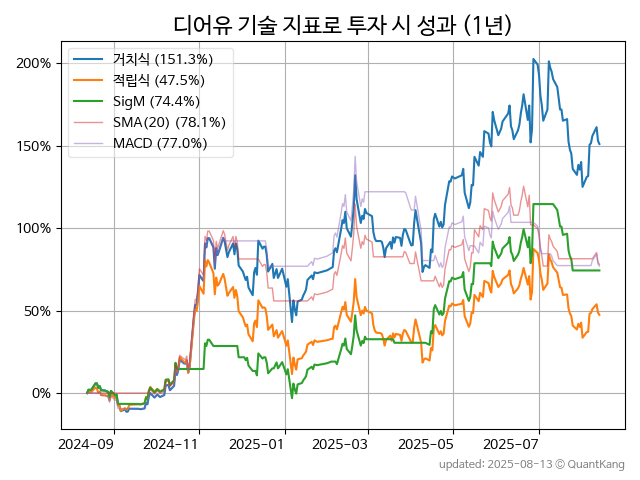 디어유 기술 지표로 투자 시 성과 (1년)
거치식 (151.3%)
적립식 (47.5%)
SigM (74.4%)
SMA(20) (78.1%)
MACD (77.0%)
200%
150%
100%
50%
0%
2024-09 2024-11 2025-01 2025-03 2025-05 2025-07
updated: 2025-08-13 ⓒ QuantKang